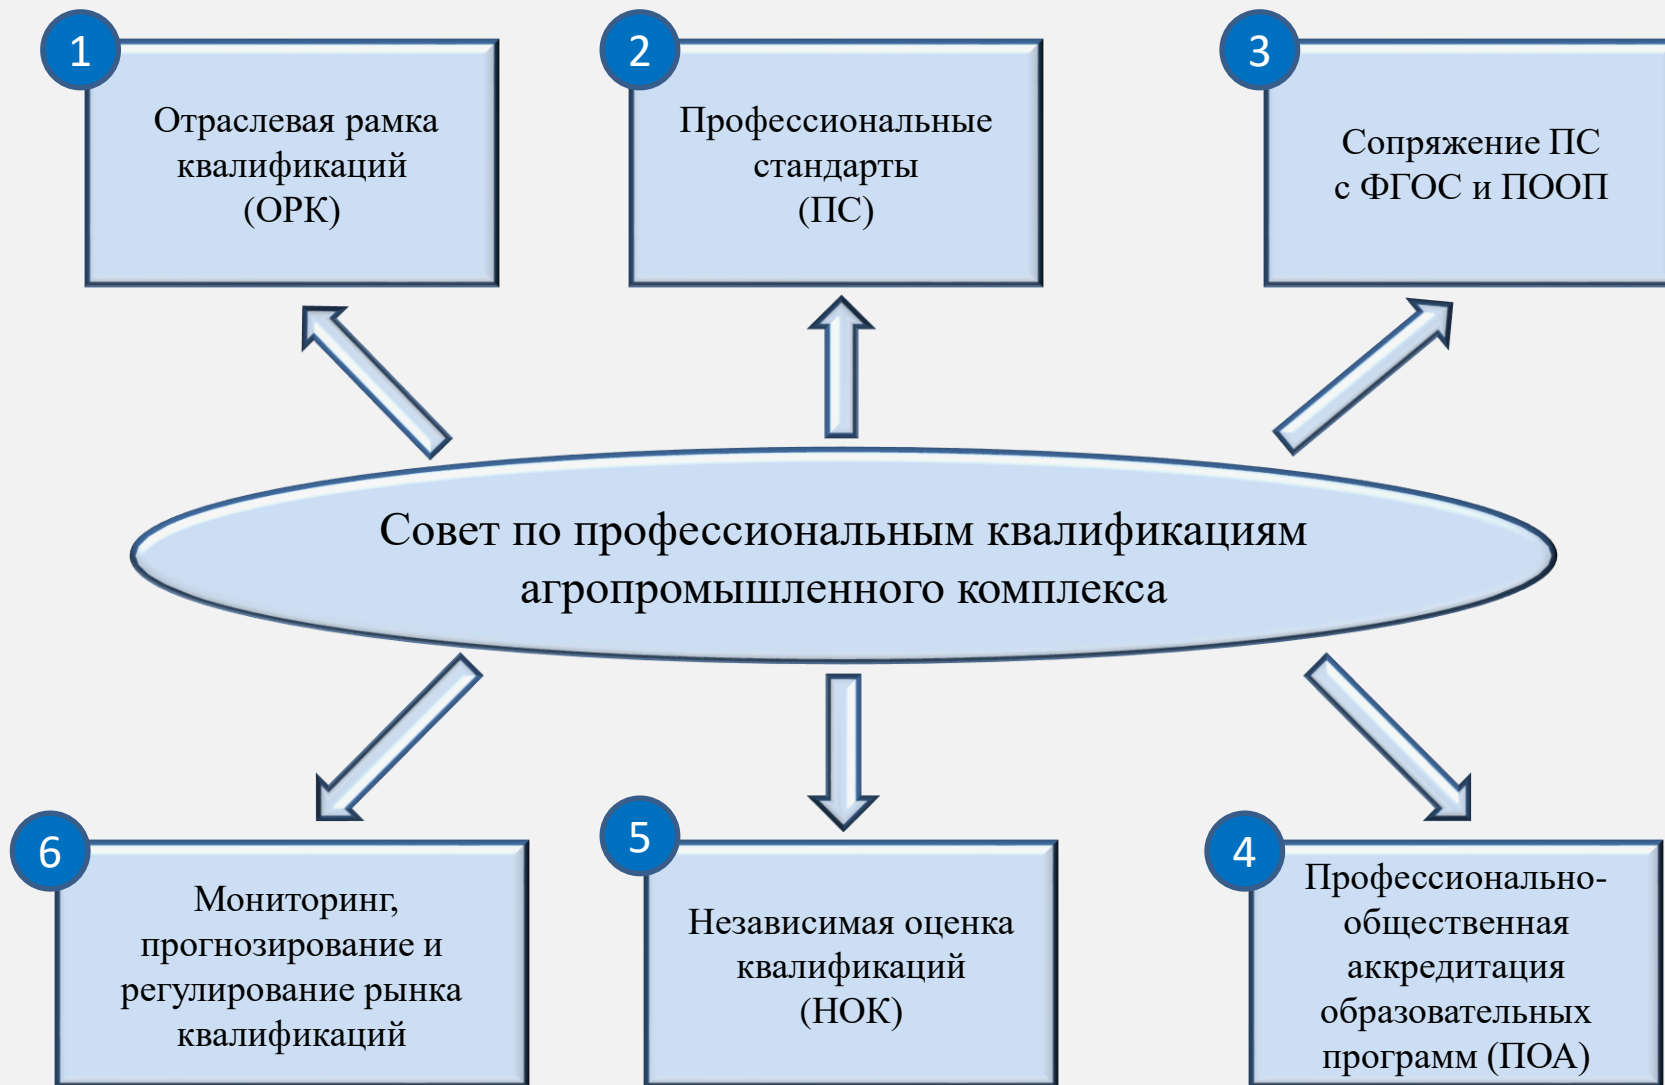 1
Отраслевая рамка
квалификаций
(ОРК)
2
Профессиональные
стандарты
(ПС)
3
Сопряжение ПС
с ФГОС и ПООП
Совет по профессиональным квалификациям
агропромышленного комплекса
6
Мониторинг,
прогнозирование и
регулирование рынка
квалификаций
5
Независимая оценка
квалификаций
(НОК)
4
Профессионально-
общественная
аккредитация
образовательных
программ (ПОА)